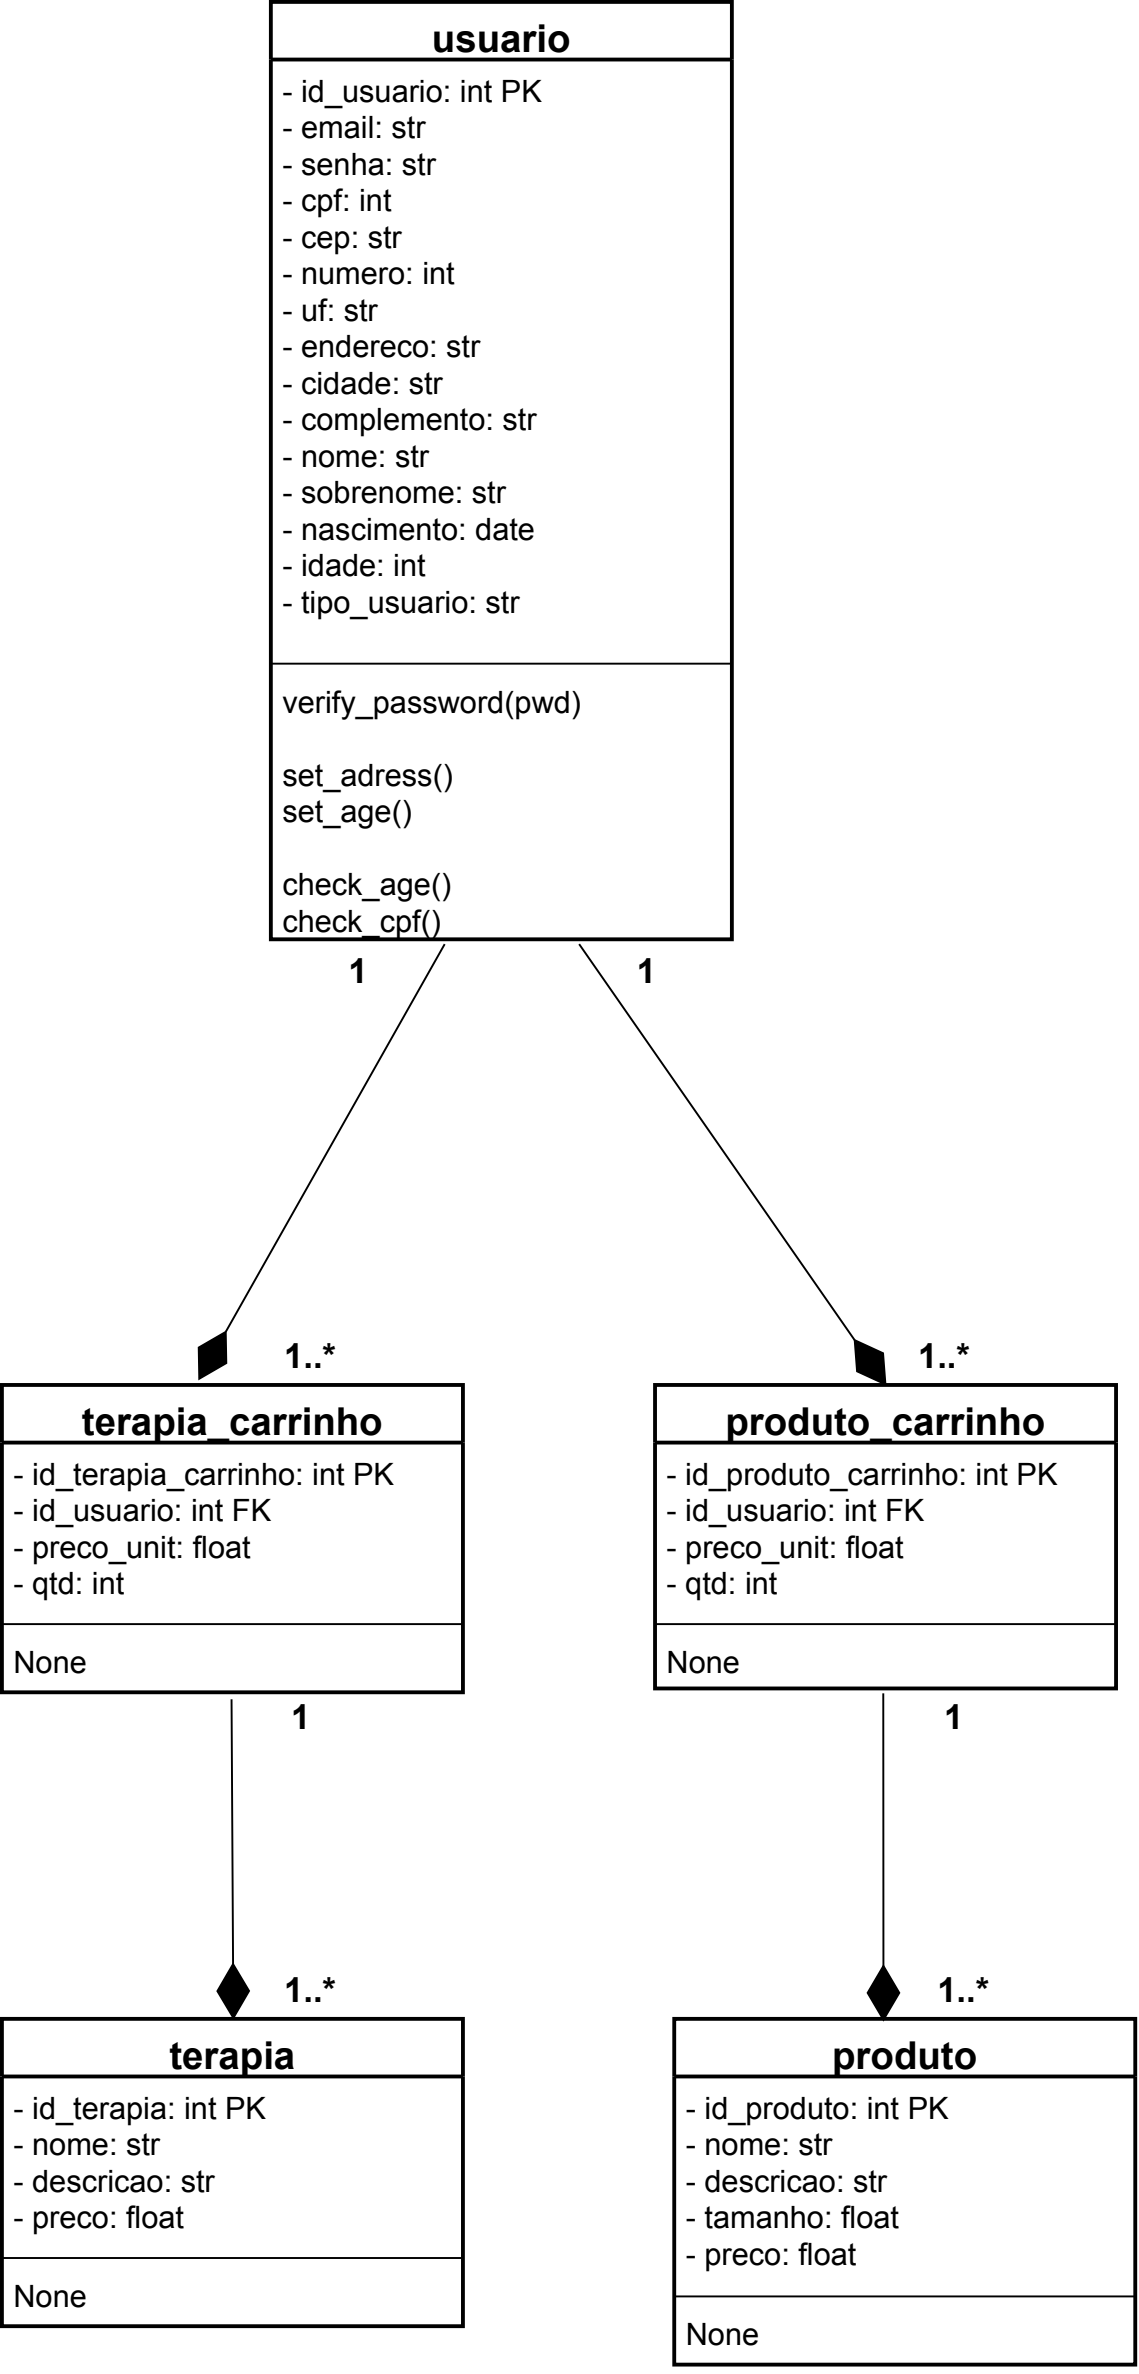 usuario
- id_usuario: int PK
- email: str
- senha: str
- cpf: int
- cep: str
- numero: int
- uf: str
- endereco: str
- cidade: str
- complemento: str
- nome: str
- sobrenome: str
- nascimento: date
- idade: int
- tipo_usuario: str
verify_password(pwd)
set_adress()
set_age()
check_age()
check_cpf()
1
1
1..*
1..*
terapia_carrinho
- id_terapia_carrinho: int PK
- id_usuario: int FK
- preco_unit: float
- qtd: int
None
produto_carrinho
- id_produto_carrinho: int PK
- id_usuario: int FK
- preco_unit: float
- qtd: int
None
1
1
1..*
1..*
terapia
- id_terapia: int PK
- nome: str
- descricao: str
- preco: float
None
produto
- id_produto: int PK
- nome: str
- descricao: str
- tamanho: float
- preco: float
None